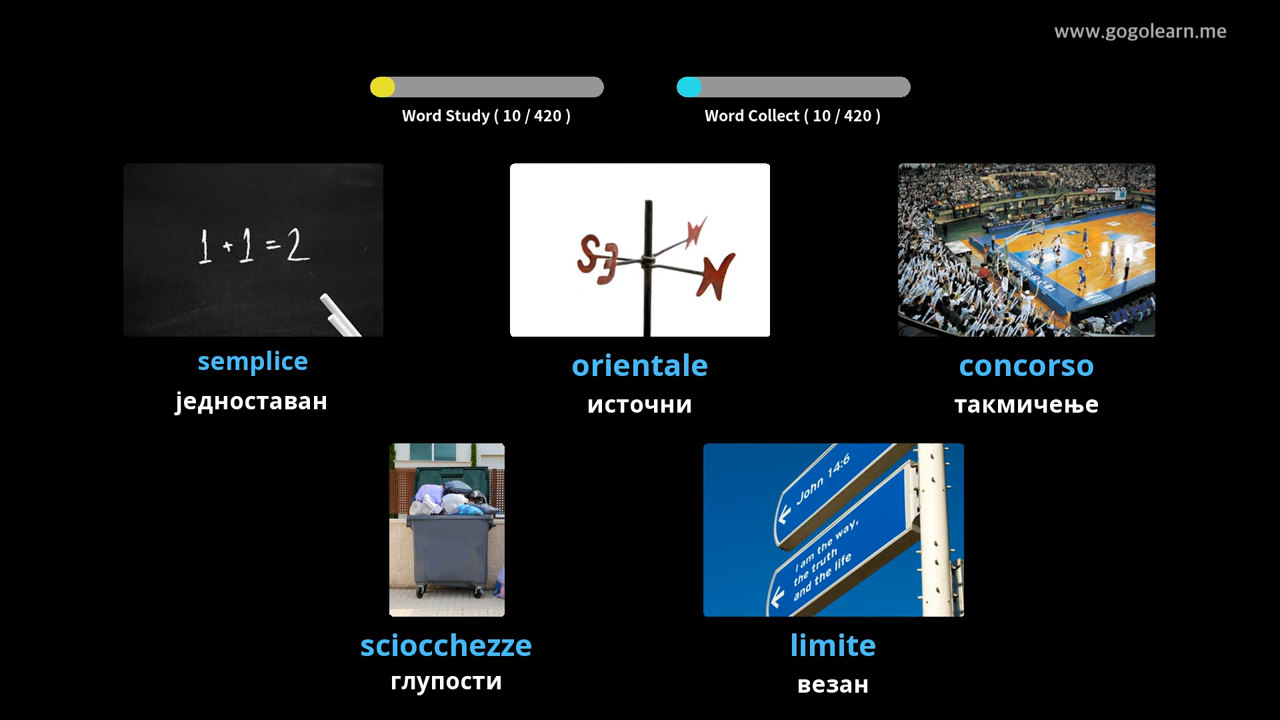 www.gogolearn.me
Word Study ( 10 / 420 )
Word Collect ( 10 / 420 )
1 + 1 = 2
S E N W
semplice
једноставан
orientale
источни
concorso
такмичење
John 14:6
I am the way,
the truth
and the life
sciocchezze
глупости
limite
везан